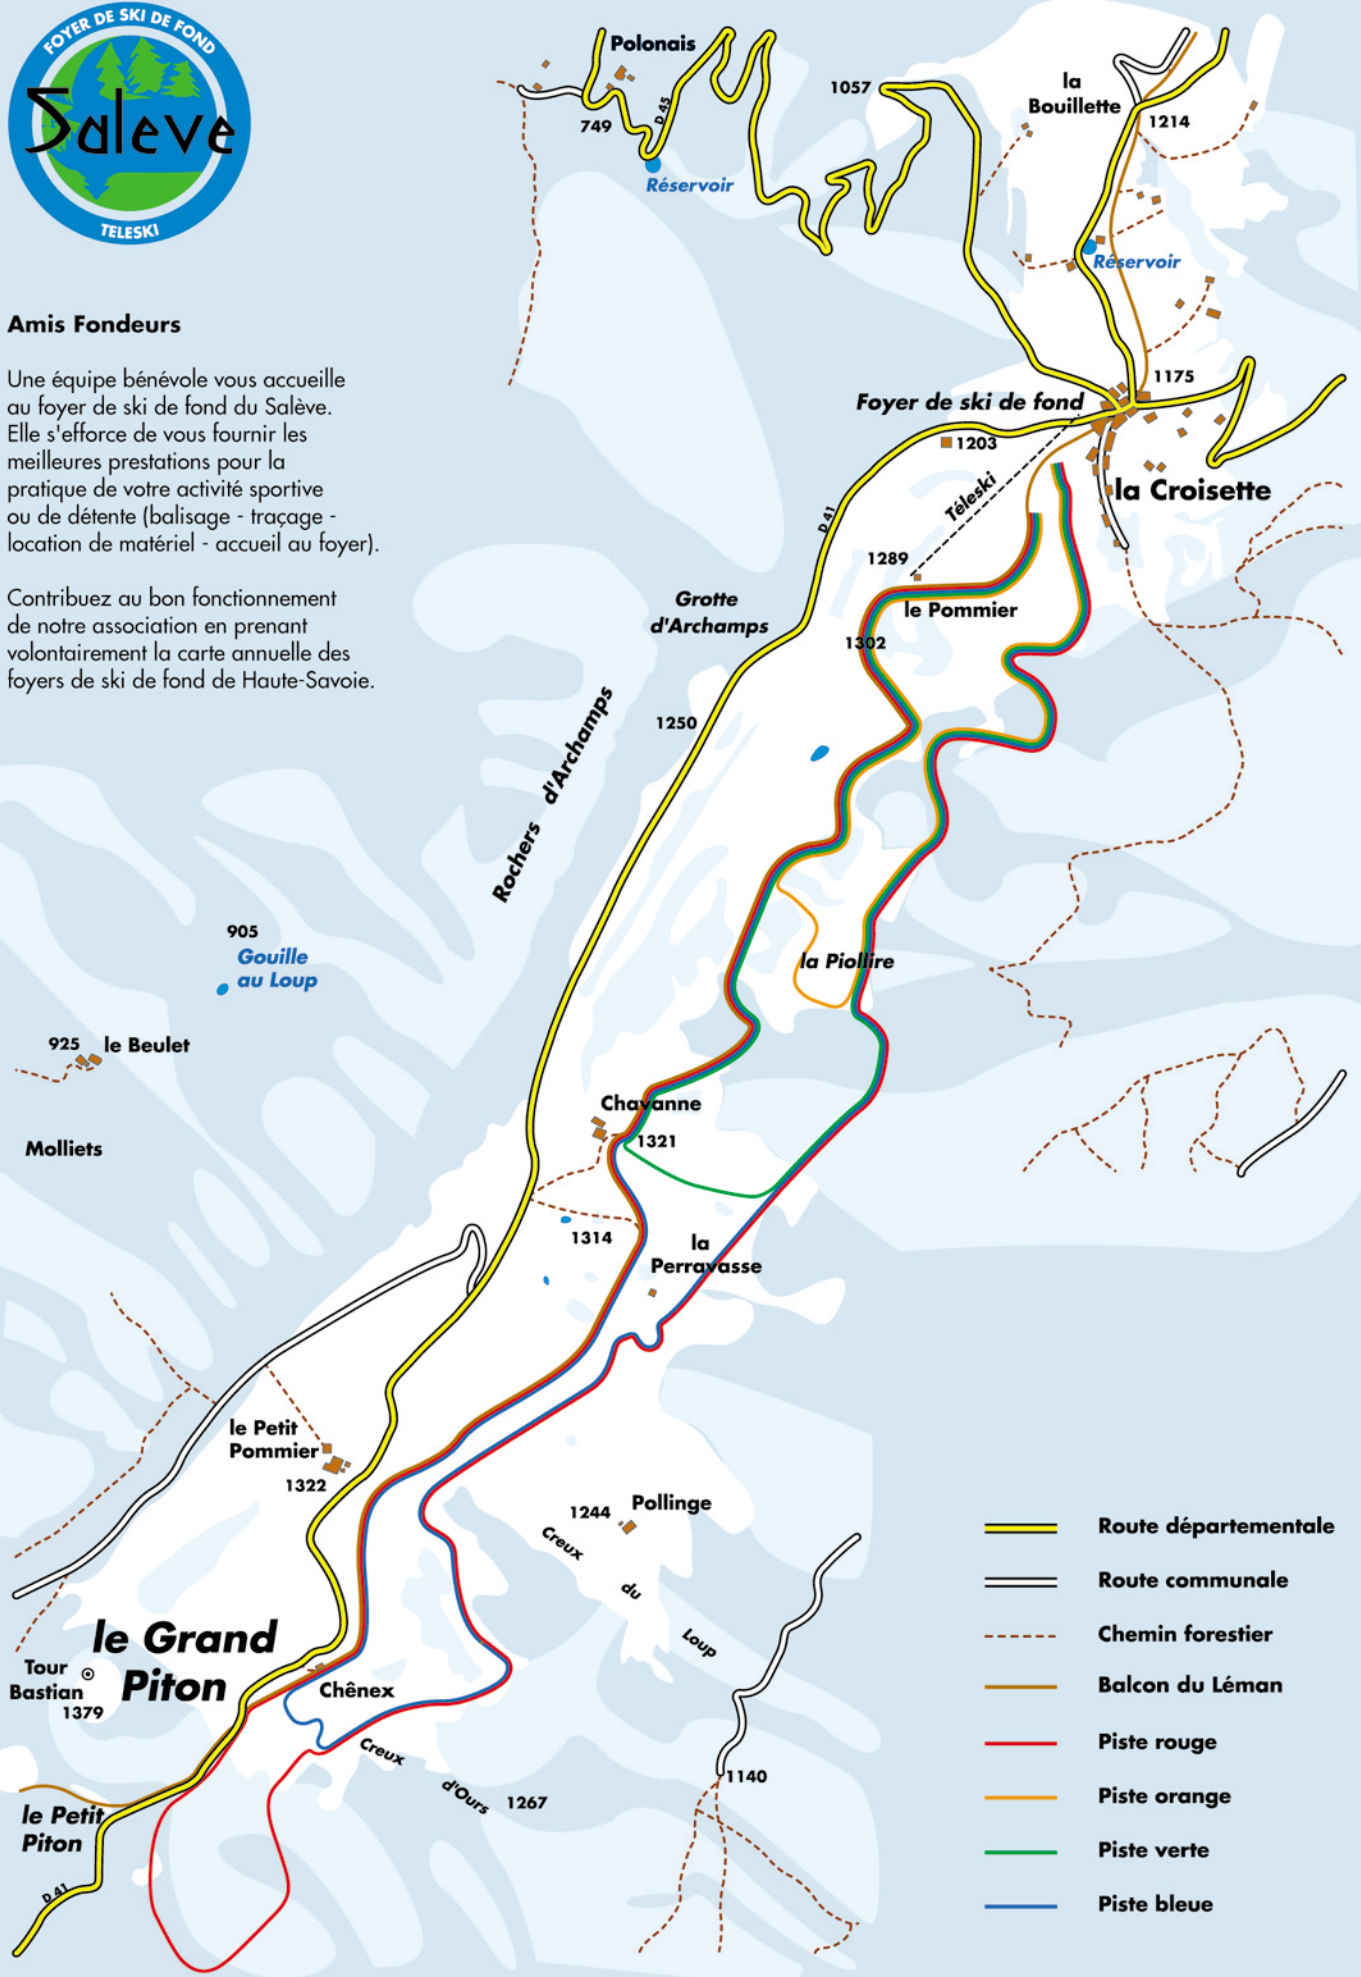 FOYER DE SKI DE FOND
Saleve
TELESKI
Amis Fondeurs
Une équipe bénévole vous accueille
au foyer de ski de fond du Salève.
Elle s'efforce de vous fournir les
meilleures prestations pour la
pratique de votre activité sportive
ou de détente (balisage - traçage -
location de matériel - accueil au foyer).
Contribuez au bon fonctionnement
de notre association en prenant
volontairement la carte annuelle des
foyers de ski de fond de Haute-Savoie.
Polonais
749
D 45
Réservoir
1057
la
Bouillette
1214
Réservoir
1175
Foyer de ski de fond
1203
la Croisette
Téleski
D 41
1289
le Pommier
1302
Grotte
d'Archamps
1250
Rochers d'Archamps
905
Gouille
au Loup
la Piollire
925
le Beulet
Molliets
Chavanne
1321
1314
la
Perravasse
le Petit
Pommier
1322
1244
Pollinge
Creux
du
Loup
le Grand
Piton
Tour
Bastian
1379
Chênex
Creux
d'Ours
1267
1140
le Petit
Piton
D 41
Route départementale
Route communale
Chemin forestier
Balcon du Léman
Piste rouge
Piste orange
Piste verte
Piste bleue